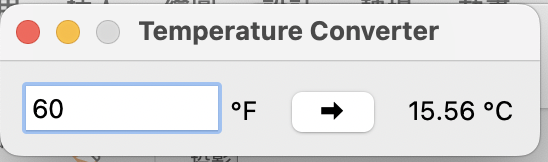 Temperature Converter
60 °F ➡ 15.56 °C